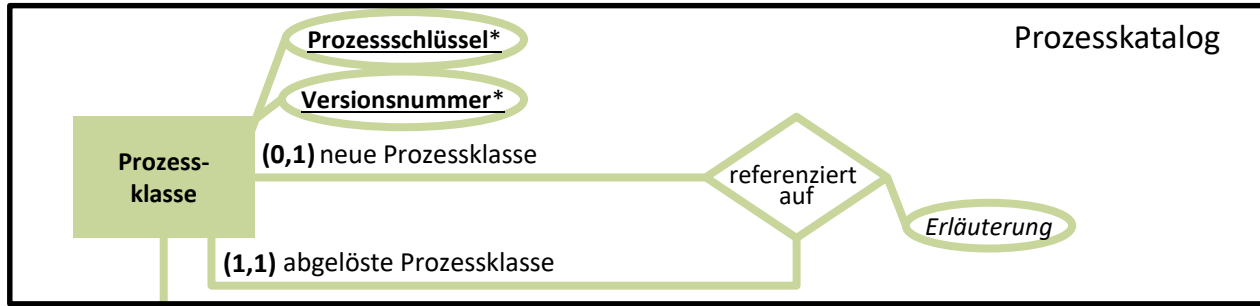 Prozesskatalog
Prozessschlüssel*
Versionsnummer*
Prozess-
klasse
(0,1) neue Prozessklasse
referenziert
auf
Erläuterung
(1,1) abgelöste Prozessklasse